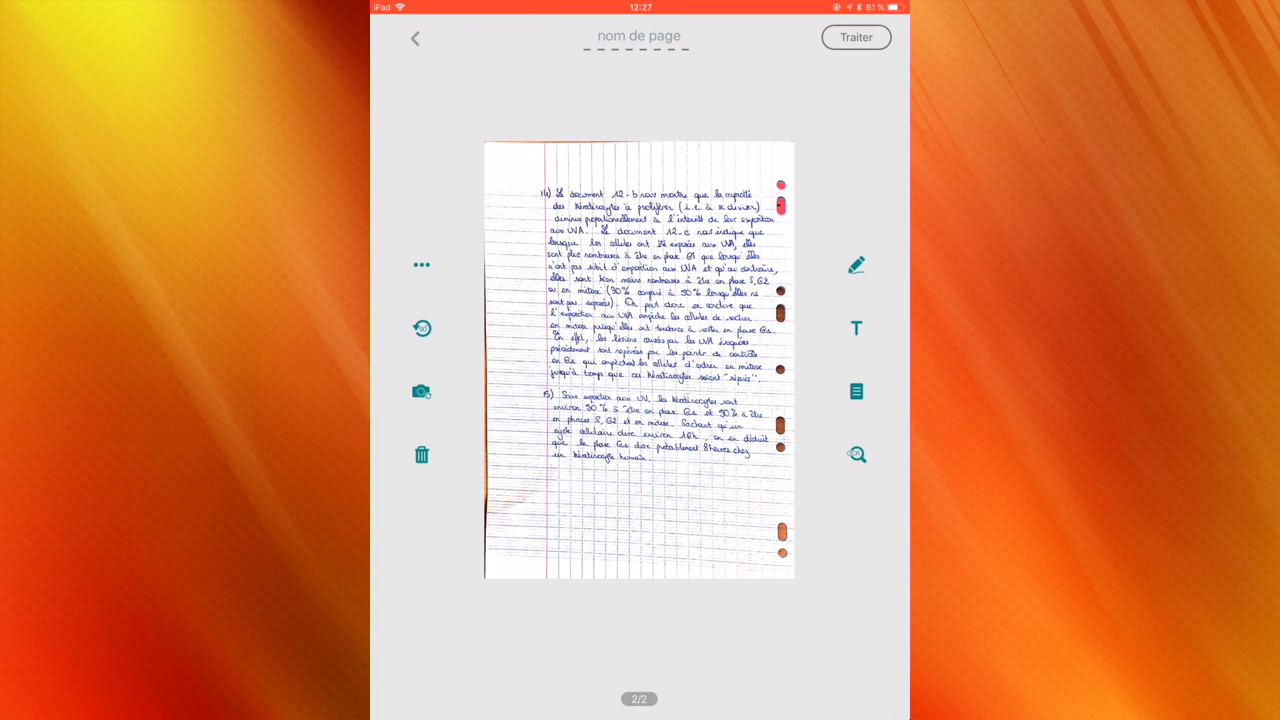 iPad 12:27 61 %
nom de page
Traiter
14) Le document 12-b nous montre que la capacité
des kératinocytes à proliférer (i.e. à se diviser)
diminue proportionnellement à l'intensité de leur exposition
aux UVA. Le document 12-c nous indique que
lorsque les cellules ont été exposées aux UVA, elles
sont plus nombreuses à être en phase G1 que lorsqu'elles
n'ont pas subit d'exposition aux UVA et qu'au contraire,
elles sont bien moins nombreuses à être en phase S, G2
ou en mitose (30% comparé à 50% lorsqu'elles ne
sont pas exposées). On peut donc en conclure que
l'exposition aux UVA empêche les cellules de rentrer
en mitose puisqu'elles ont tendance à rester en phase G1.
En effet, les lésions causées par les UVA évoquées
précédement sont repérées par les points de contrôle
en G1 qui empêchent les cellules d'entrer en mitose
jusqu'à temps que ces kératinocytes soient "réparés".
15) Sans exposition aux UV, les kératinocytes sont
environ 50 % à être en phase G1 et 50% à être
en phases S, G2 et en mitose. Sachant qu'un
cycle cellulaire dure environ 16h, on en déduit
que la phase G1 dure probablement 8 heures chez
un kératinocyte humain.
90
T
OCR
2/2